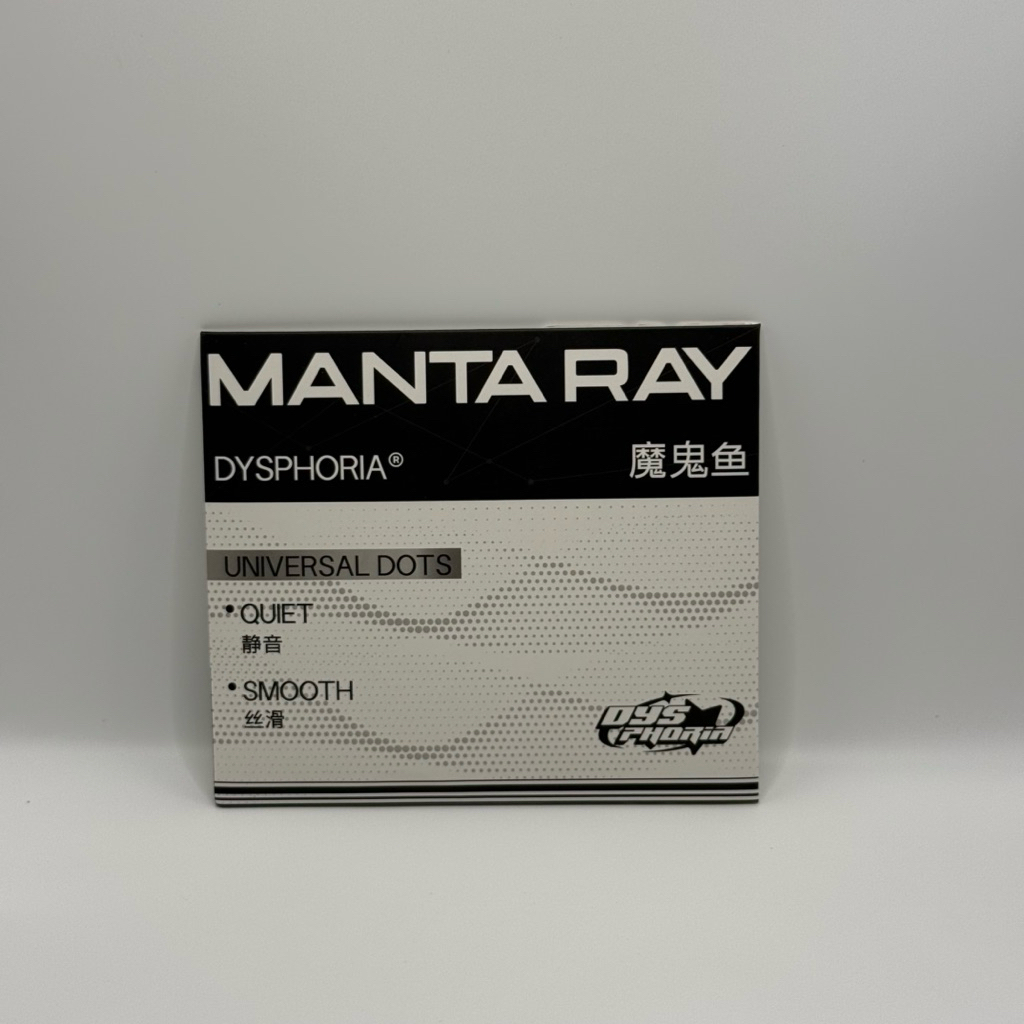 MANTA RAY
DYSPHORIA®
魔鬼鱼
UNIVERSAL DOTS
• QUIET
静音
• SMOOTH
丝滑
DYS
PHORIA